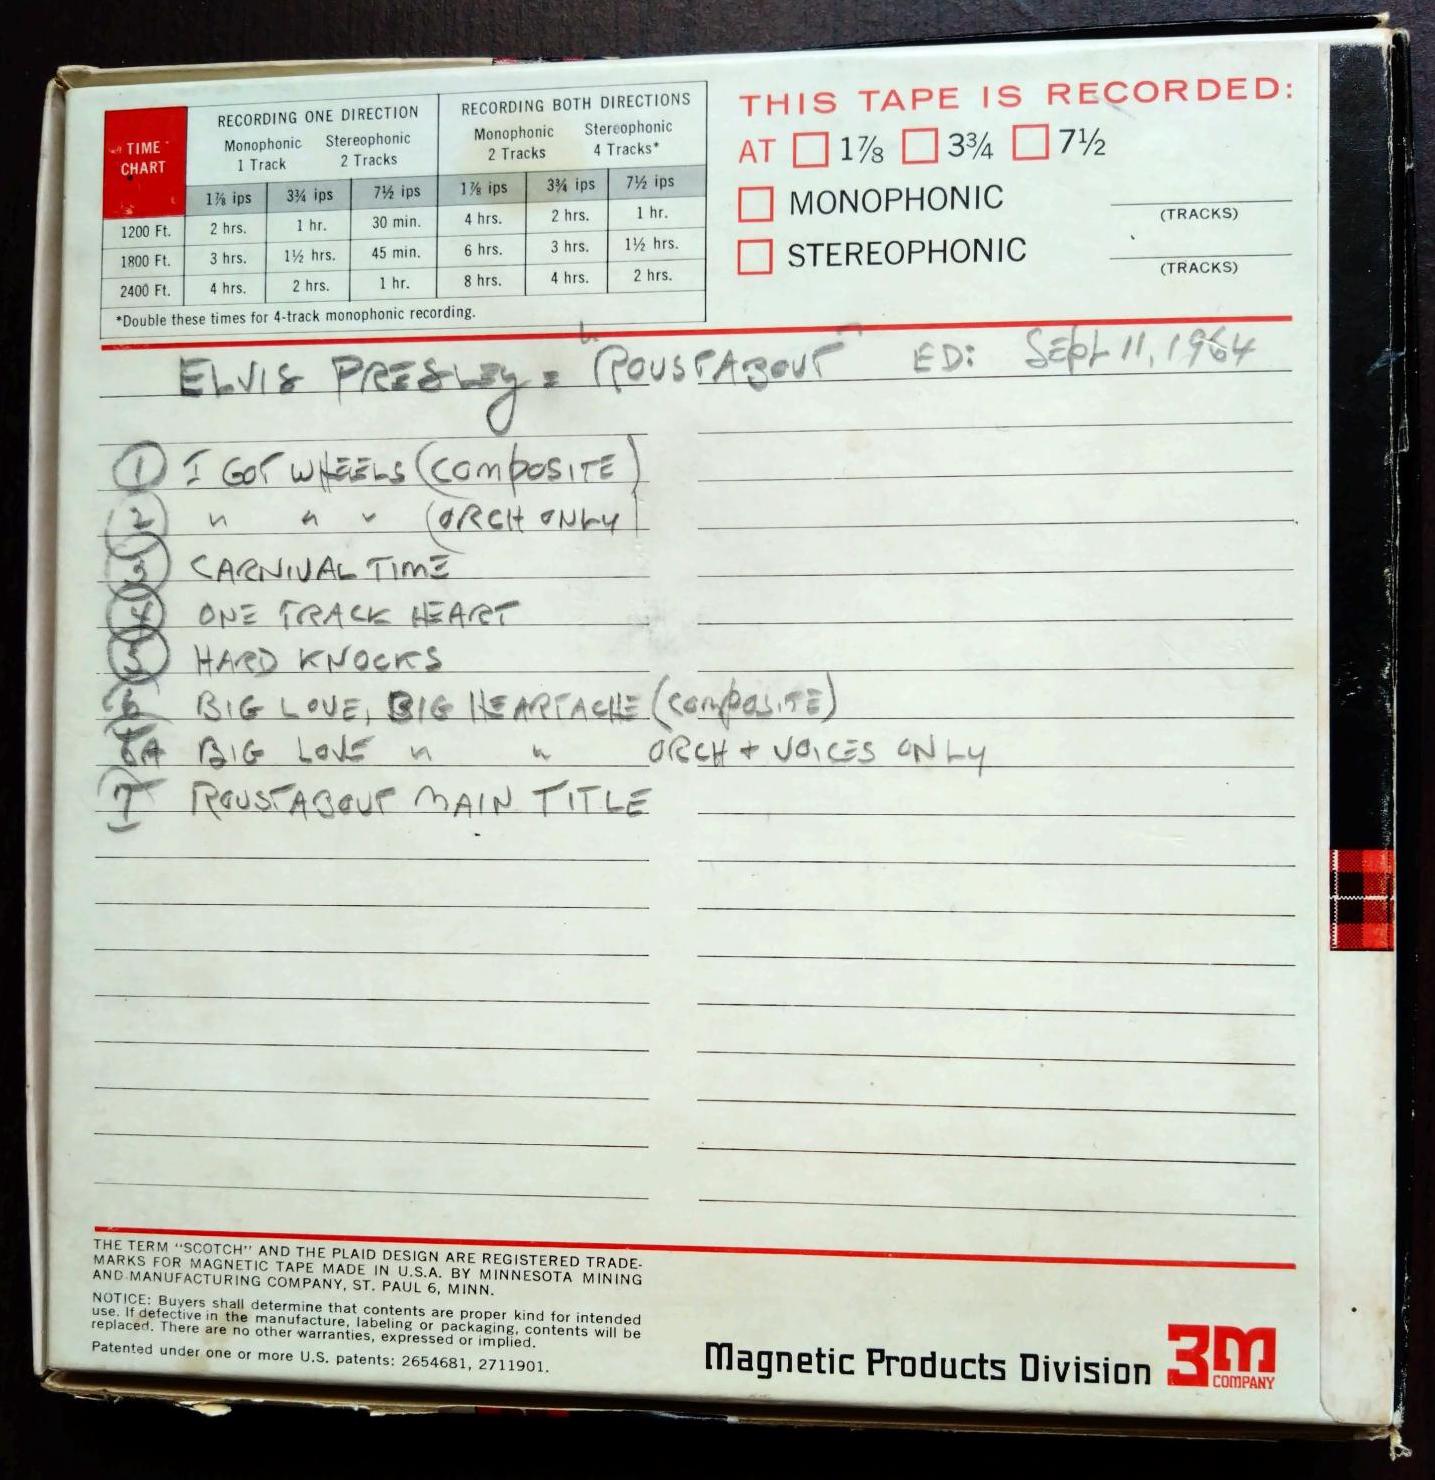 TIME CHART
RECORDING ONE DIRECTION
RECORDING BOTH DIRECTIONS
Monophonic 1 Track
Stereophonic 2 Tracks
Monophonic 2 Tracks
Stereophonic 4 Tracks*
1⅞ ips 3¾ ips 7½ ips 1⅞ ips 3¾ ips 7½ ips
1200 Ft. 2 hrs. 1 hr. 30 min. 4 hrs. 2 hrs. 1 hr.
1800 Ft. 3 hrs. 1½ hrs. 45 min. 6 hrs. 3 hrs. 1½ hrs.
2400 Ft. 4 hrs. 2 hrs. 1 hr. 8 hrs. 4 hrs. 2 hrs.
*Double these times for 4-track monophonic recording.
THIS TAPE IS RECORDED:
AT 1⅞ 3¾ 7½
MONOPHONIC (TRACKS)
STEREOPHONIC (TRACKS)
ELVIS PRESLEy = "ROUSTABOUT" ED: SEpt 11, 1964
1 I GOT WHEELS (COMpOSITE)
2 " " " (ORCH ONLY)
3 CARNIVAL TIME
4 ONE TRACK HEART
5 HARD KNOCKS
6 BIG LOVE, BIG HEARTACHE (COMpOSITE)
6A BIG LOVE " " ORCH + VOICES ONLY
7 ROUSTABOUT MAIN TITLE
THE TERM "SCOTCH" AND THE PLAID DESIGN ARE REGISTERED TRADE-
MARKS FOR MAGNETIC TAPE MADE IN U.S.A. BY MINNESOTA MINING
AND MANUFACTURING COMPANY, ST. PAUL 6, MINN.
NOTICE: Buyers shall determine that contents are proper kind for intended
use. If defective in the manufacture, labeling or packaging, contents will be
replaced. There are no other warranties, expressed or implied.
Patented under one or more U.S. patents: 2654681, 2711901.
Magnetic Products Division 3M COMPANY